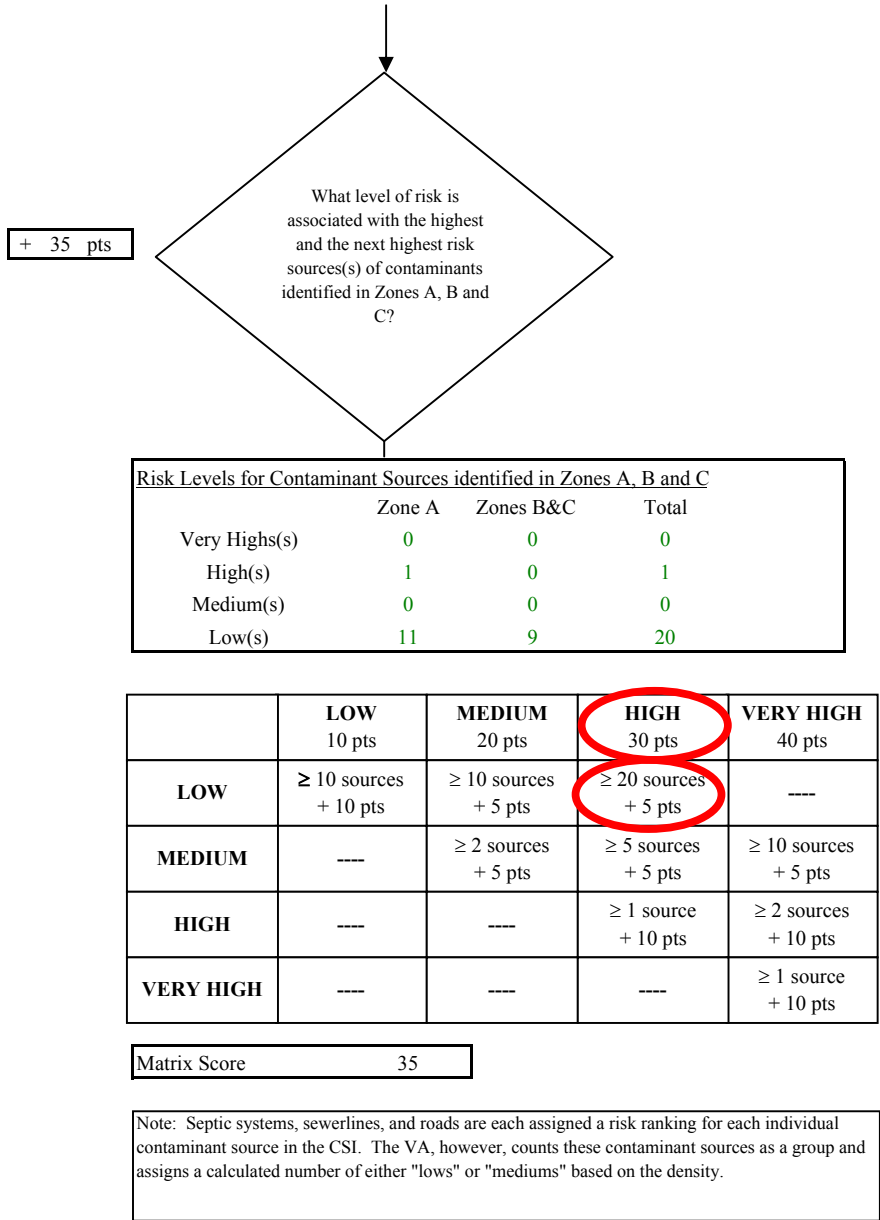 What level of risk is
associated with the highest
and the next highest risk
sources(s) of contaminants
identified in Zones A, B and
C?
+ 35 pts
Risk Levels for Contaminant Sources identified in Zones A, B and C
Zone A Zones B&C Total
Very Highs(s) 0 0 0
High(s) 1 0 1
Medium(s) 0 0 0
Low(s) 11 9 20
LOW MEDIUM HIGH VERY HIGH
10 pts 20 pts 30 pts 40 pts
LOW ≥ 10 sources ≥ 10 sources ≥ 20 sources ----
+ 10 pts + 5 pts + 5 pts
MEDIUM ---- ≥ 2 sources ≥ 5 sources ≥ 10 sources
+ 5 pts + 5 pts + 5 pts
HIGH ---- ---- ≥ 1 source ≥ 2 sources
+ 10 pts + 10 pts
VERY HIGH ---- ---- ---- ≥ 1 source
+ 10 pts
Matrix Score 35
Note: Septic systems, sewerlines, and roads are each assigned a risk ranking for each individual
contaminant source in the CSI. The VA, however, counts these contaminant sources as a group and
assigns a calculated number of either "lows" or "mediums" based on the density.